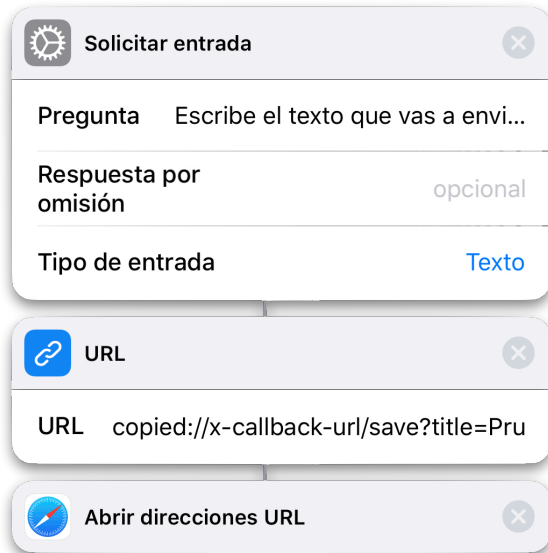 Solicitar entrada
Pregunta Escribe el texto que vas a envi...
Respuesta por
omisión
opcional
Tipo de entrada Texto
URL
URL copied://x-callback-url/save?title=Pru
Abrir direcciones URL